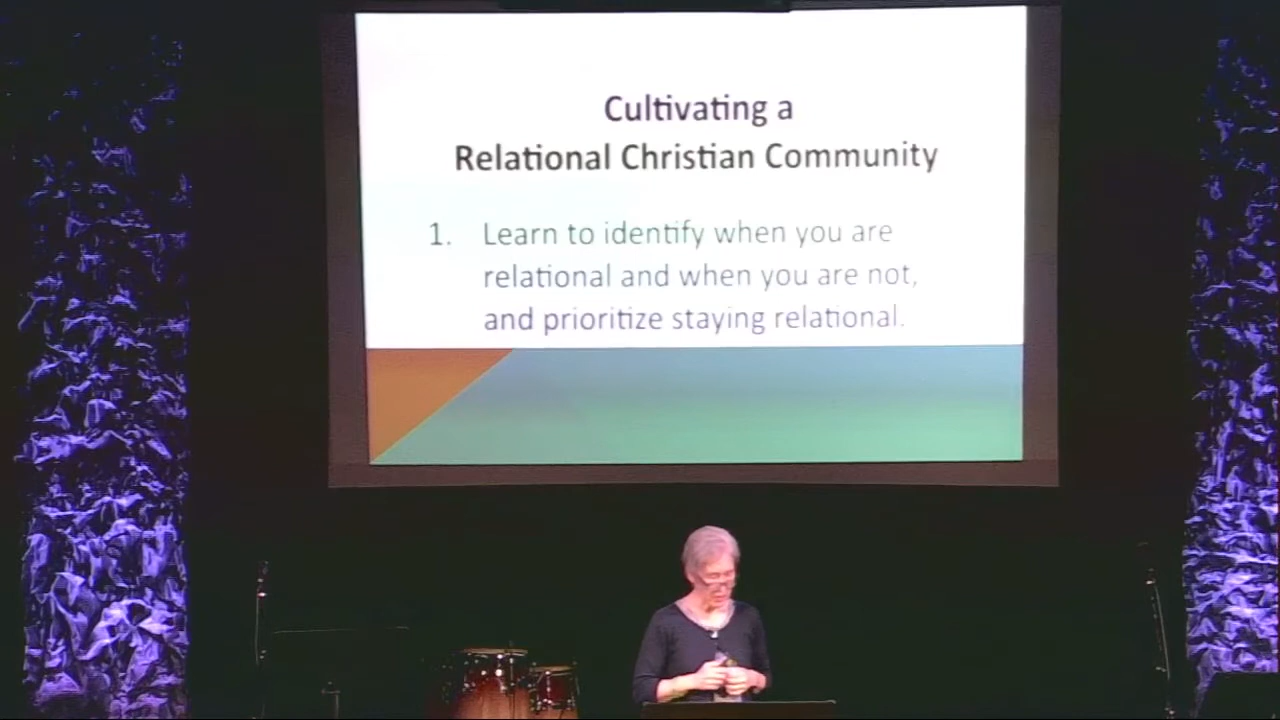 Cultivating a
Relational Christian Community
1. Learn to identify when you are
relational and when you are not,
and prioritize staying relational.